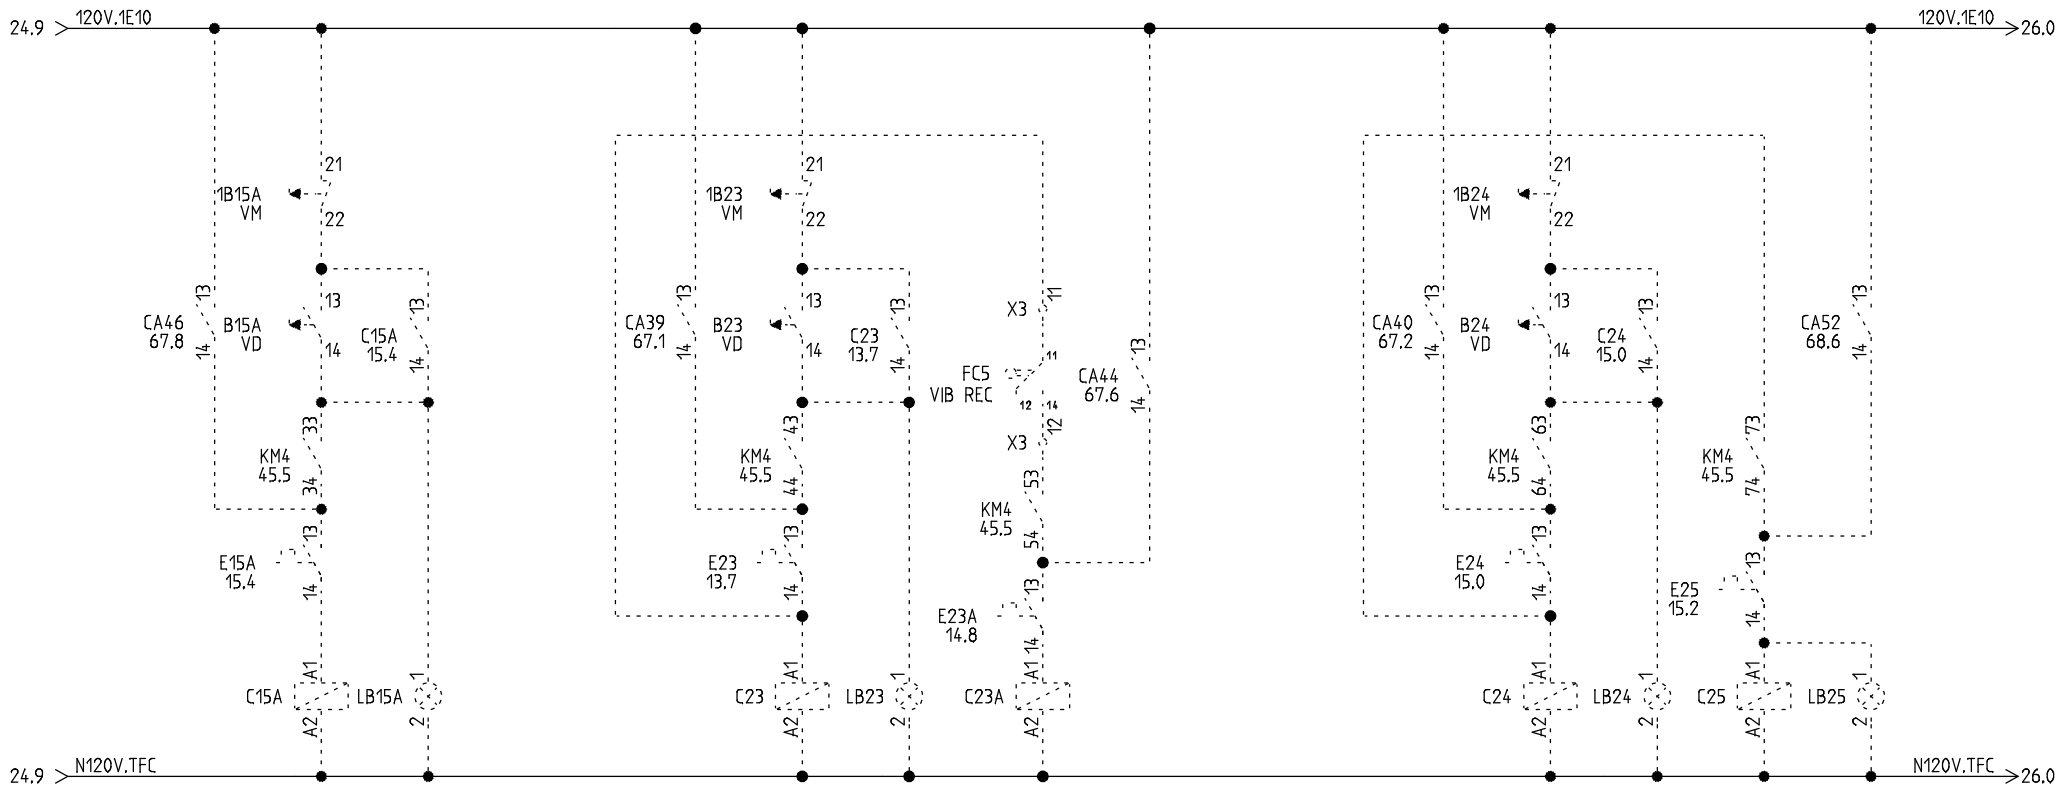 24.9 120V.1E10 120V.1E10 26.0
21 21 21
1B15A 1B23 1B24
VM VM VM
22 22 22
13 13 13 13 13 13 11 13 13 13 13
X3
CA46 B15A CA39 B23 CA40 B24 CA52
67.8 VD 67.1 VD 67.2 VD 68.6
C15A C23 C24
15.4 13.7 15.0
14 14 14 14 14 14 14 14 14 14
13
11
FC5 CA44
VIB REC 67.6
12 14 14
33 43 12 63 73
X3
KM4 KM4 KM4 KM4
45.5 45.5 45.5 45.5
34 44 53 64 74
KM4
45.5
54
13 13 13 13
E15A E23 E24
15.4 13.7 15.0
14 14 13 14
E25
15.2
E23A 14
14.8
14
A1 1 A1 1 A1 A1 1 A1 1
C15A LB15A C23 LB23 C23A C24 LB24 C25 LB25
A2 2 A2 2 A2 A2 2 A2 2
24.9 N120V.TFC N120V.TFC 26.0